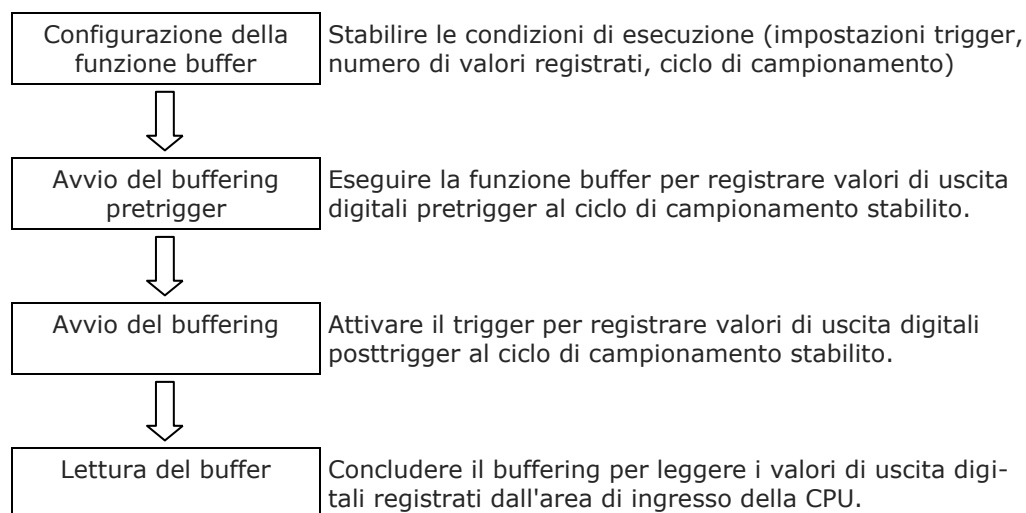 Configurazione della
funzione buffer
Stabilire le condizioni di esecuzione (impostazioni trigger,
numero di valori registrati, ciclo di campionamento)
Avvio del buffering
pretrigger
Eseguire la funzione buffer per registrare valori di uscita
digitali pretrigger al ciclo di campionamento stabilito.
Avvio del buffering
Attivare il trigger per registrare valori di uscita digitali
posttrigger al ciclo di campionamento stabilito.
Lettura del buffer
Concludere il buffering per leggere i valori di uscita digi-
tali registrati dall'area di ingresso della CPU.